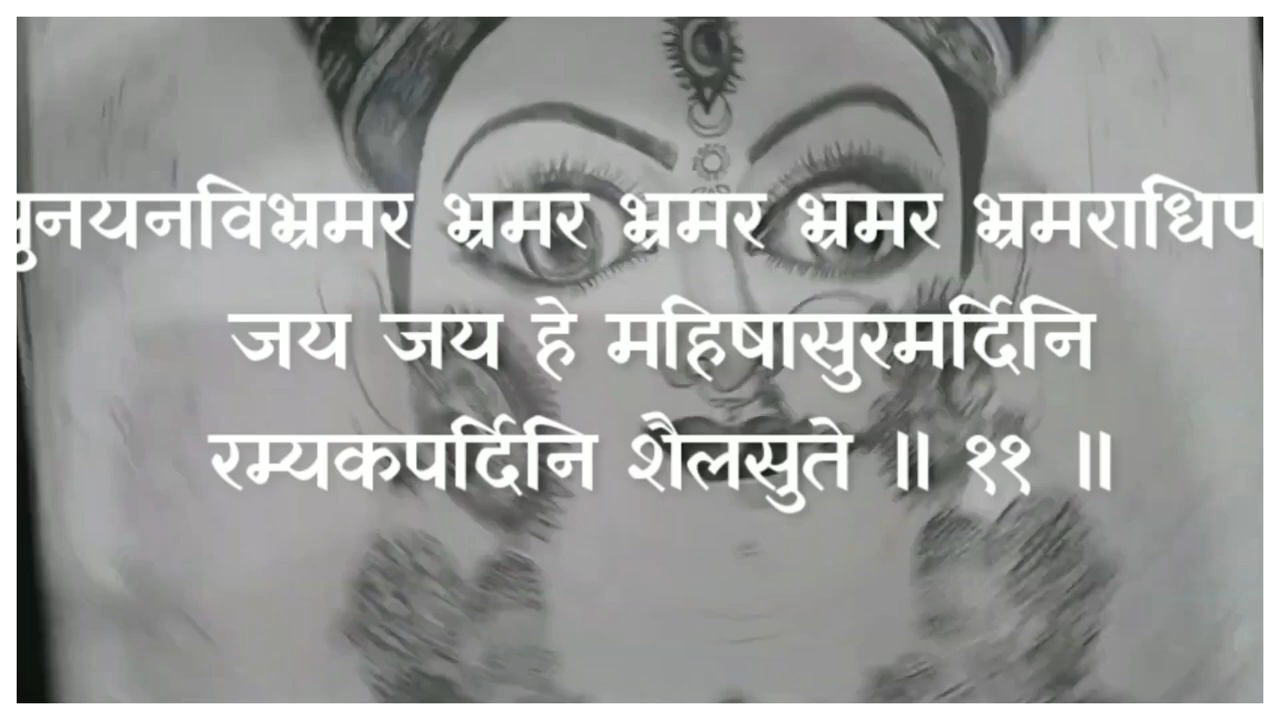 सुनयनविभ्रमर भ्रमर भ्रमर भ्रमर भ्रमराधिप
जय जय हे महिषासुरमर्दिनि
रम्यकपर्दिनि शैलसुते ॥ ११ ॥